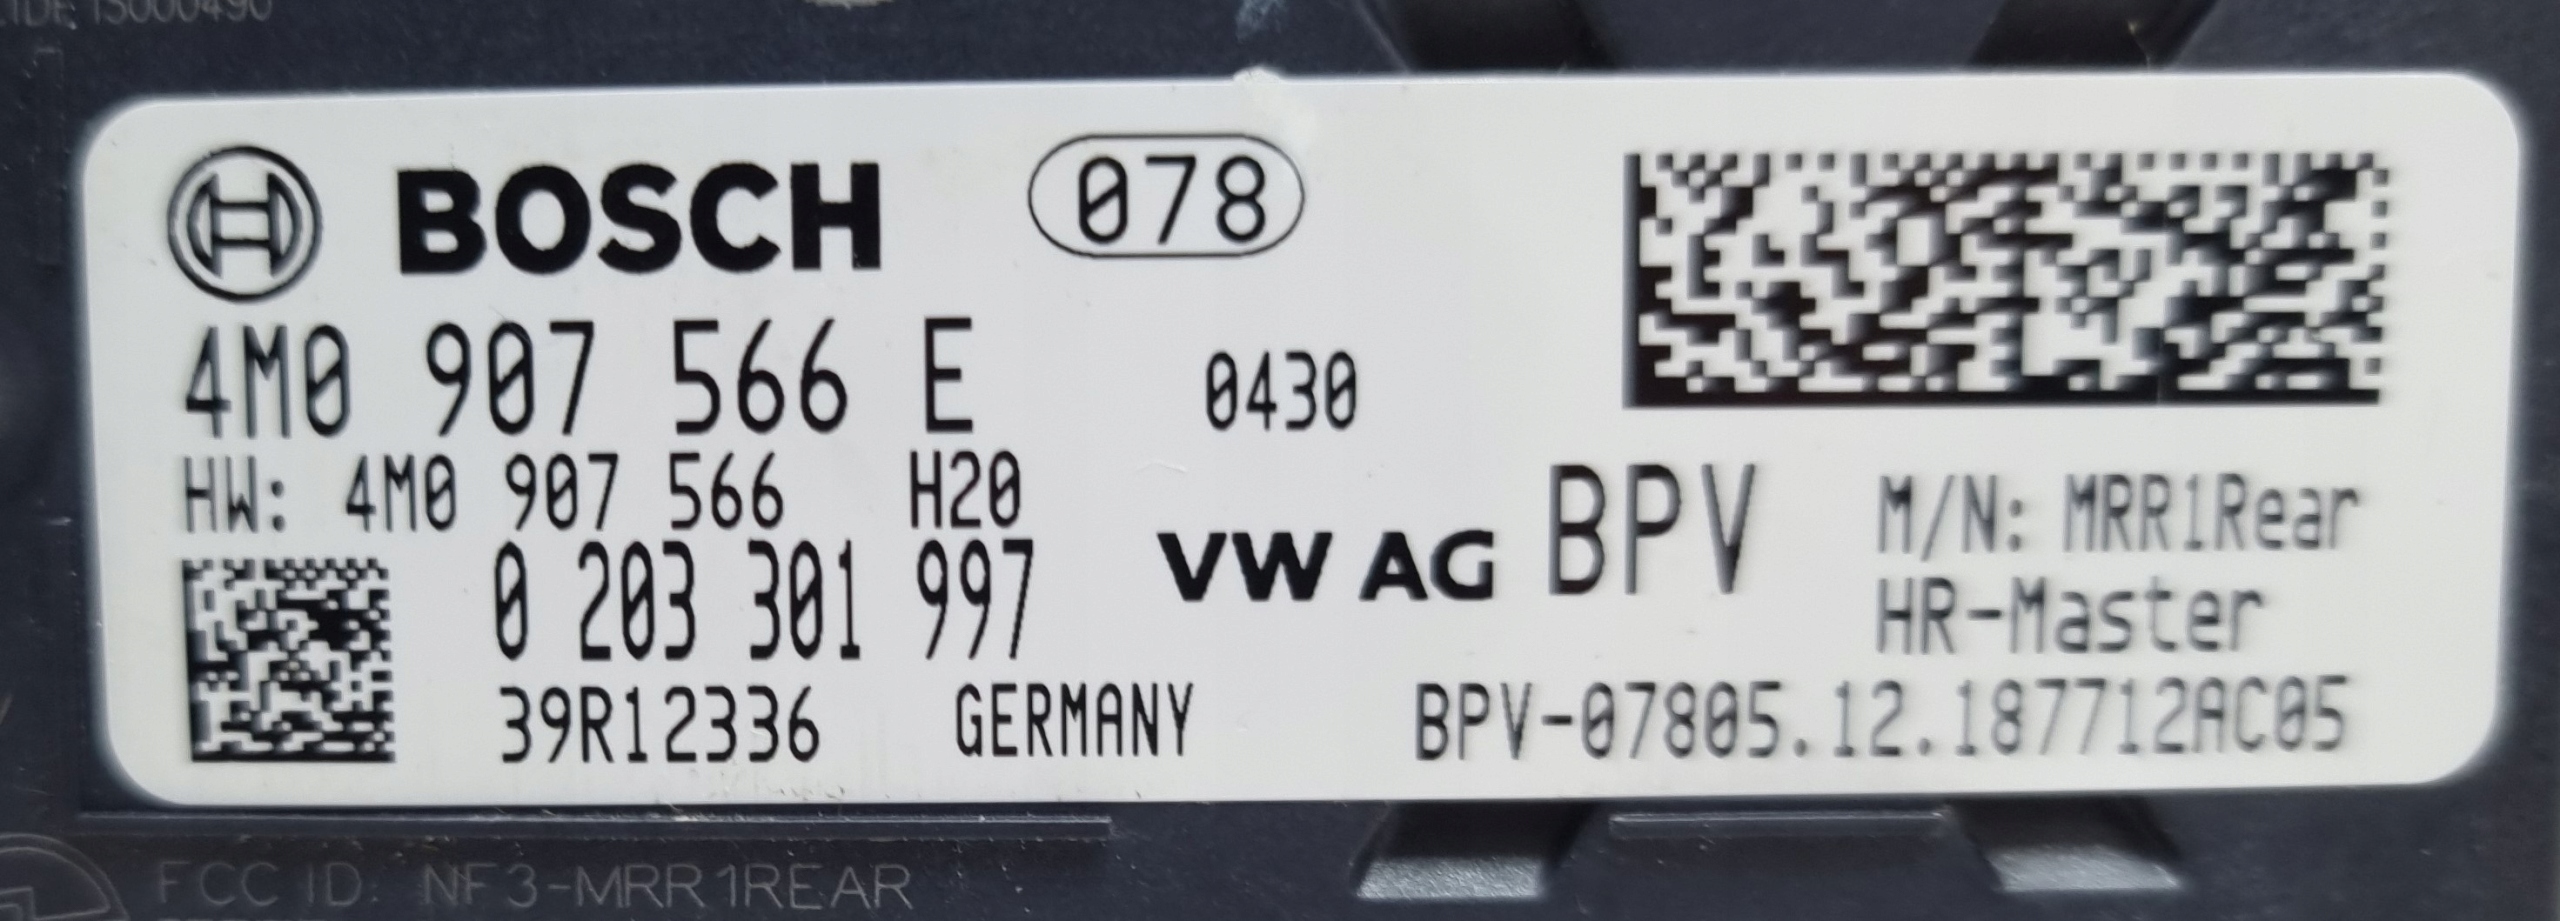 BOSCH 078
4M0 907 566 E 0430
HW: 4M0 907 566 H20
0 203 301 997
VW AG BPV
M/N: MRR1Rear
HR-Master
39R12336 GERMANY
BPV-07805.12.187712AC05
FCC ID: NF3-MRR1REAR